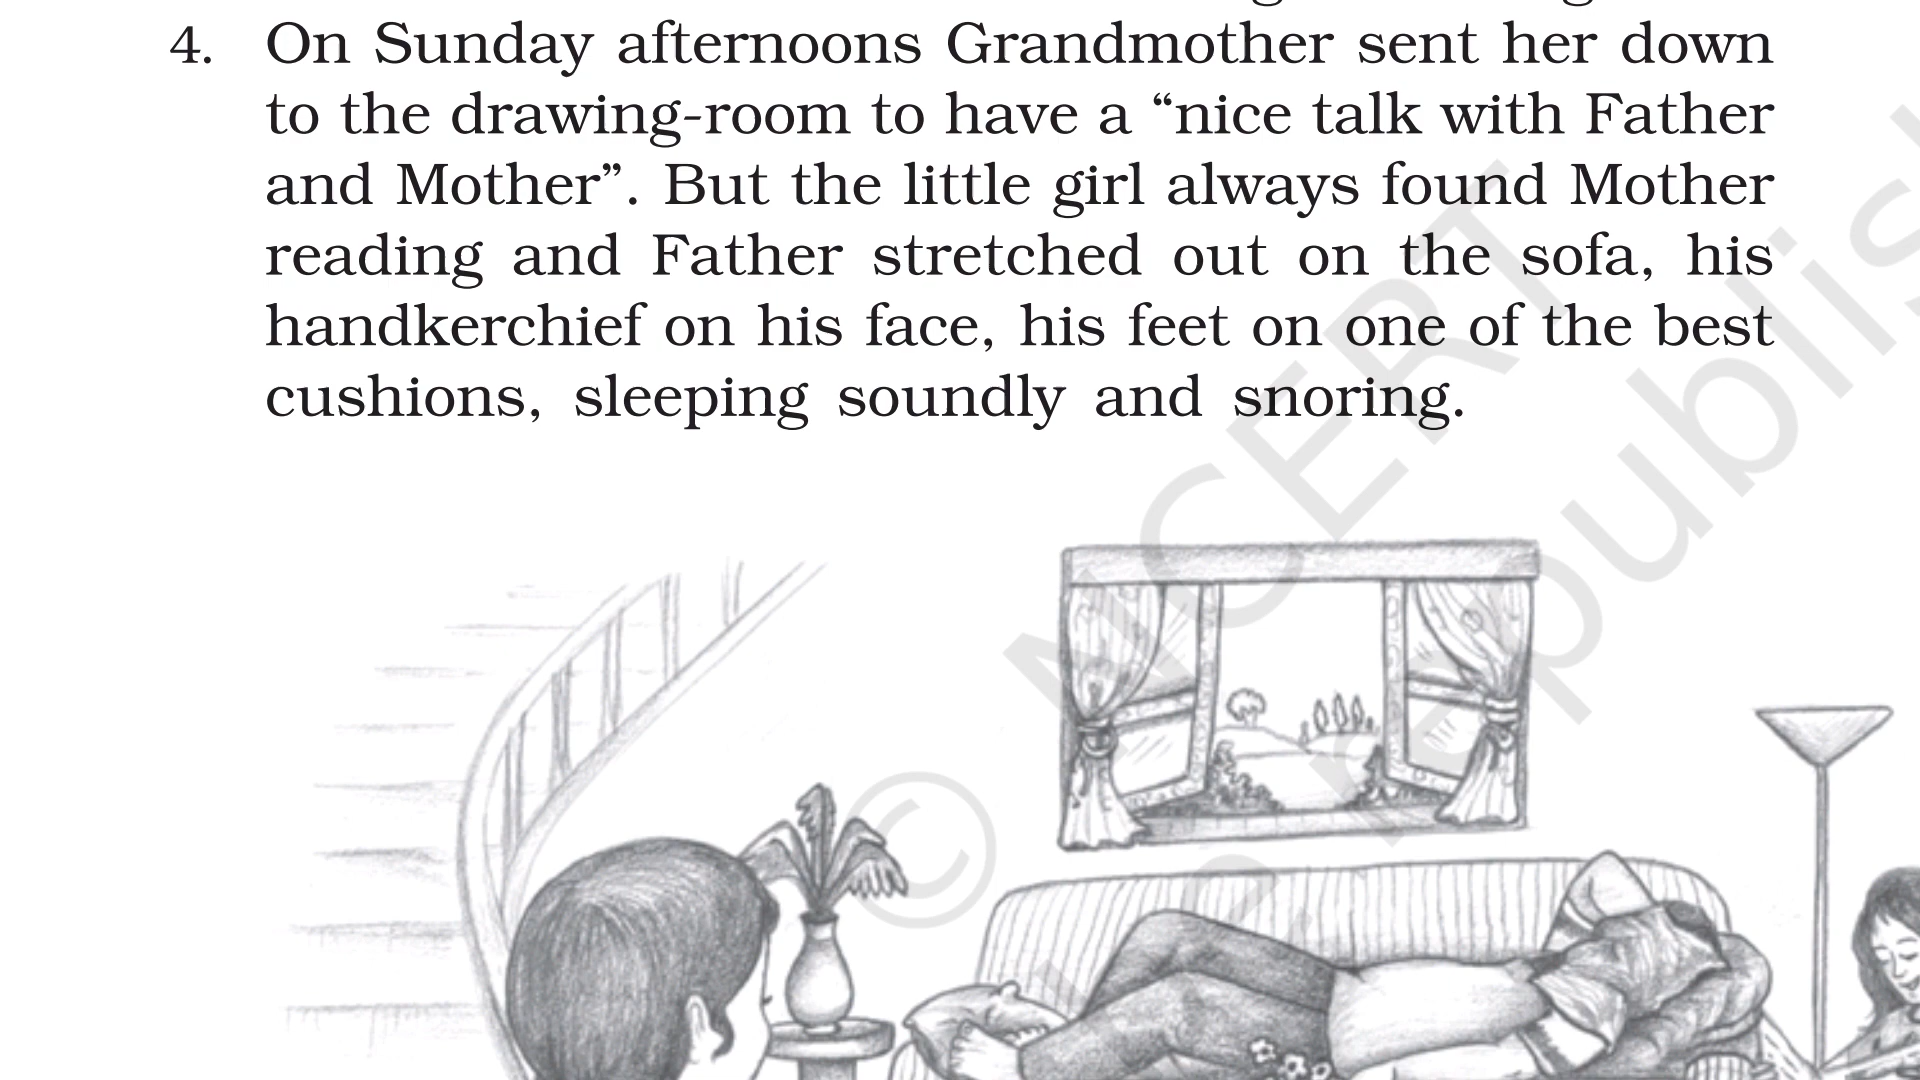 4. On Sunday afternoons Grandmother sent her down
to the drawing-room to have a “nice talk with Father
and Mother”. But the little girl always found Mother
reading and Father stretched out on the sofa, his
handkerchief on his face, his feet on one of the best
cushions, sleeping soundly and snoring.
© NCERT
republis